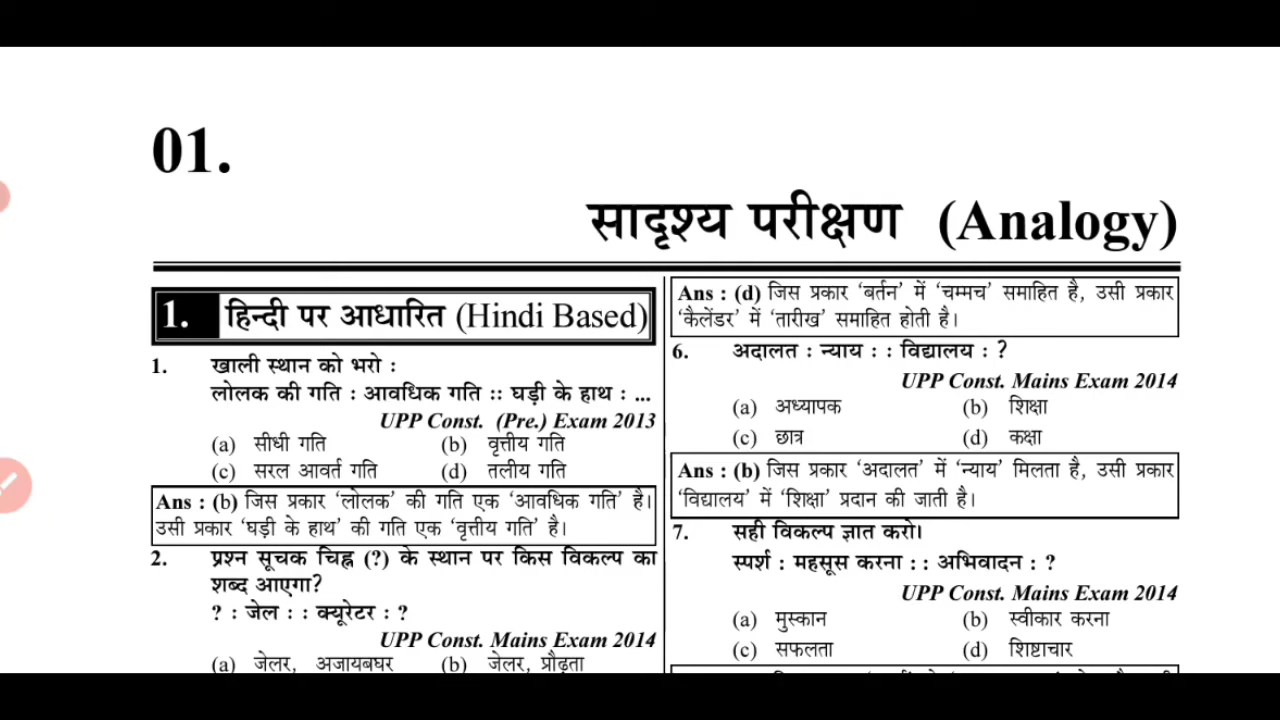 01.
सादृश्य परीक्षण (Analogy)
1. हिन्दी पर आधारित (Hindi Based)
1. खाली स्थान को भरो :
लोलक की गति : आवधिक गति :: घड़ी के हाथ : ...
UPP Const. (Pre.) Exam 2013
(a) सीधी गति (b) वृत्तीय गति
(c) सरल आवर्त गति (d) तलीय गति
Ans : (b) जिस प्रकार ‘लोलक’ की गति एक ‘आवधिक गति’ है।
उसी प्रकार ‘घड़ी के हाथ’ की गति एक ‘वृत्तीय गति’ है।
2. प्रश्न सूचक चिह्न (?) के स्थान पर किस विकल्प का
शब्द आएगा?
? : जेल : : क्यूरेटर : ?
UPP Const. Mains Exam 2014
(a) जेलर, अजायबघर (b) जेलर, प्रौढ़ता
Ans : (d) जिस प्रकार ‘बर्तन’ में ‘चम्मच’ समाहित है, उसी प्रकार
‘कैलेंडर’ में ‘तारीख’ समाहित होती है।
6. अदालत : न्याय : : विद्यालय : ?
UPP Const. Mains Exam 2014
(a) अध्यापक (b) शिक्षा
(c) छात्र (d) कक्षा
Ans : (b) जिस प्रकार ‘अदालत’ में ‘न्याय’ मिलता है, उसी प्रकार
‘विद्यालय’ में ‘शिक्षा’ प्रदान की जाती है।
7. सही विकल्प ज्ञात करो।
स्पर्श : महसूस करना : : अभिवादन : ?
UPP Const. Mains Exam 2014
(a) मुस्कान (b) स्वीकार करना
(c) सफलता (d) शिष्टाचार